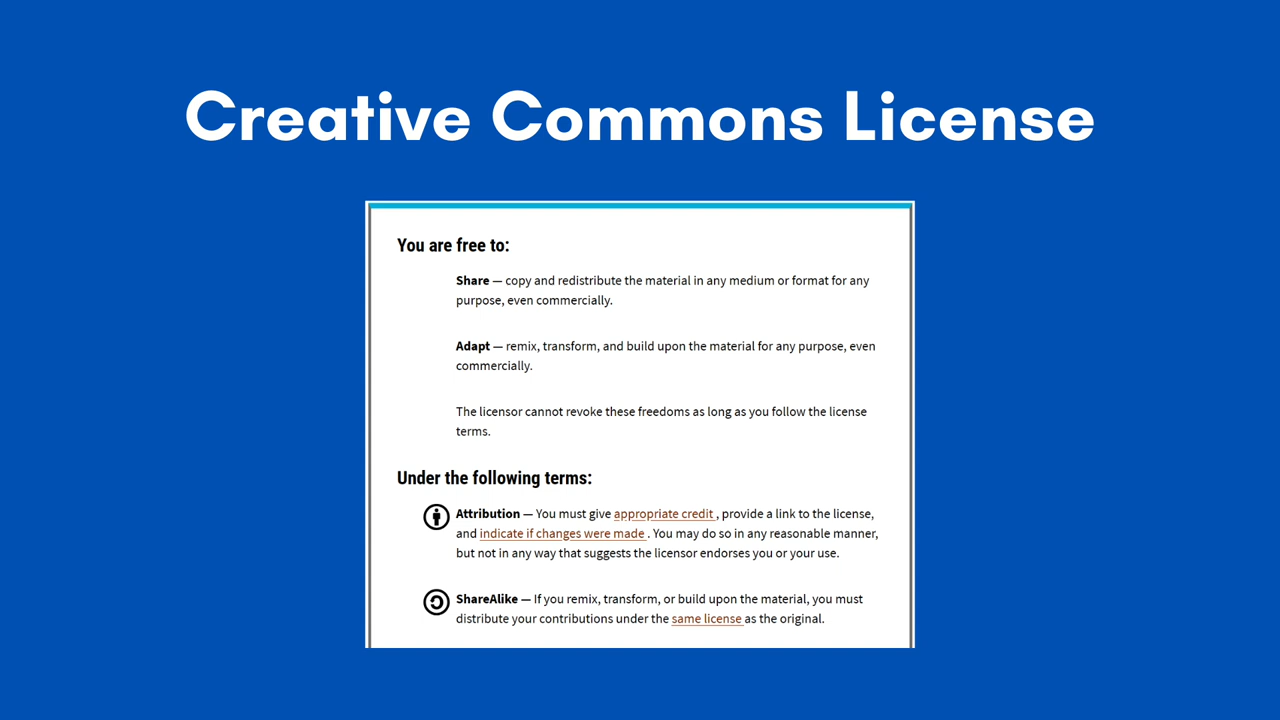 Creative Commons License
You are free to:
Share — copy and redistribute the material in any medium or format for any
purpose, even commercially.
Adapt — remix, transform, and build upon the material for any purpose, even
commercially.
The licensor cannot revoke these freedoms as long as you follow the license
terms.
Under the following terms:
Attribution — You must give appropriate credit , provide a link to the license,
and indicate if changes were made . You may do so in any reasonable manner,
but not in any way that suggests the licensor endorses you or your use.
ShareAlike — If you remix, transform, or build upon the material, you must
distribute your contributions under the same license as the original.